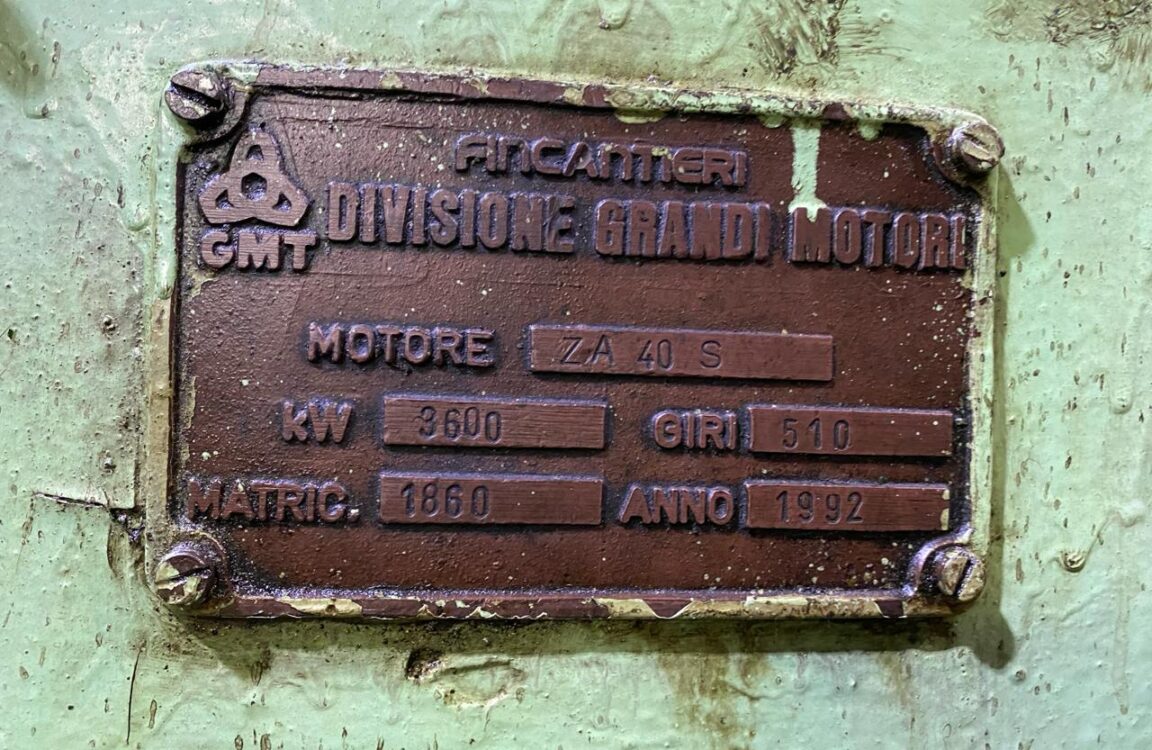 FINCANTIERI
GMT DIVISIONE GRANDI MOTORI
MOTORE ZA 40 S
KW 3600 GIRI 510
MATRIC. 1860 ANNO 1992